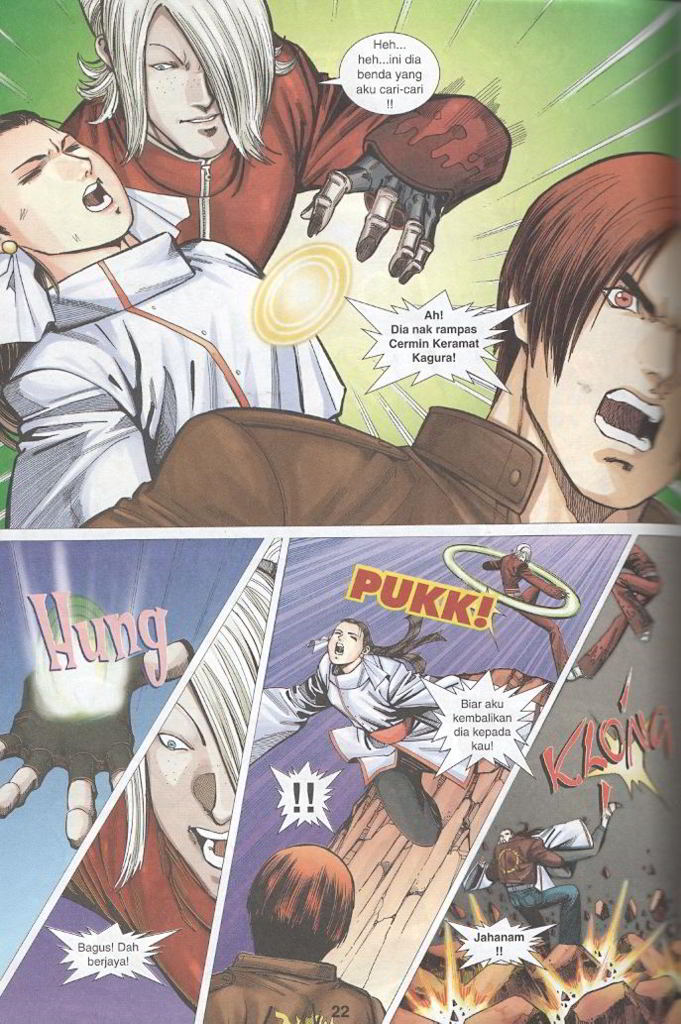 Heh...
heh...ini dia
benda yang
aku cari-cari
!!
Ah!
Dia nak rampas
Cermin Keramat
Kagura!
Hung
Bagus! Dah
berjaya!
PUKK!
Biar aku
kembalikan
dia kepada
kau!
!!
KLONG
Jahanam
!!
22